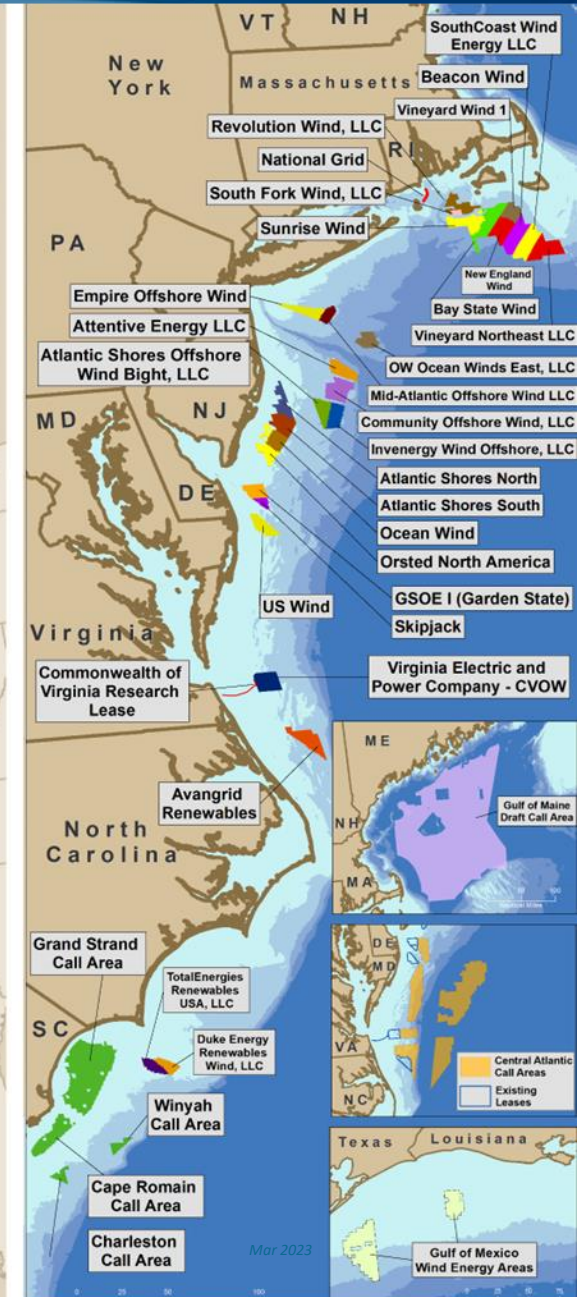 VT
NH
SouthCoast Wind
Energy LLC
New
York
Massachusetts
Beacon Wind
Vineyard Wind 1
Revolution Wind, LLC
RI
National Grid
South Fork Wind, LLC
Sunrise Wind
PA
New England
Wind
Bay State Wind
Vineyard Northeast LLC
Empire Offshore Wind
Attentive Energy LLC
Atlantic Shores Offshore
Wind Bight, LLC
OW Ocean Winds East, LLC
Mid-Atlantic Offshore Wind LLC
MD
NJ
Community Offshore Wind, LLC
Invenergy Wind Offshore, LLC
Atlantic Shores North
DE
Atlantic Shores South
Ocean Wind
Orsted North America
US Wind
GSOE I (Garden State)
Skipjack
Virginia
Commonwealth of
Virginia Research
Lease
Virginia Electric and
Power Company - CVOW
Avangrid
Renewables
ME
Gulf of Maine
Draft Call Area
NH
MA
North
Carolina
Grand Strand
Call Area
TotalEnergies
Renewables
USA, LLC
SC
Duke Energy
Renewables
Wind, LLC
DE
MD
VA
NC
Central Atlantic
Call Areas
Existing
Leases
Winyah
Call Area
Cape Romain
Call Area
Charleston
Call Area
Texas
Louisiana
Gulf of Mexico
Wind Energy Areas
Mar 2023
0 25 50 100
0 25 50 75